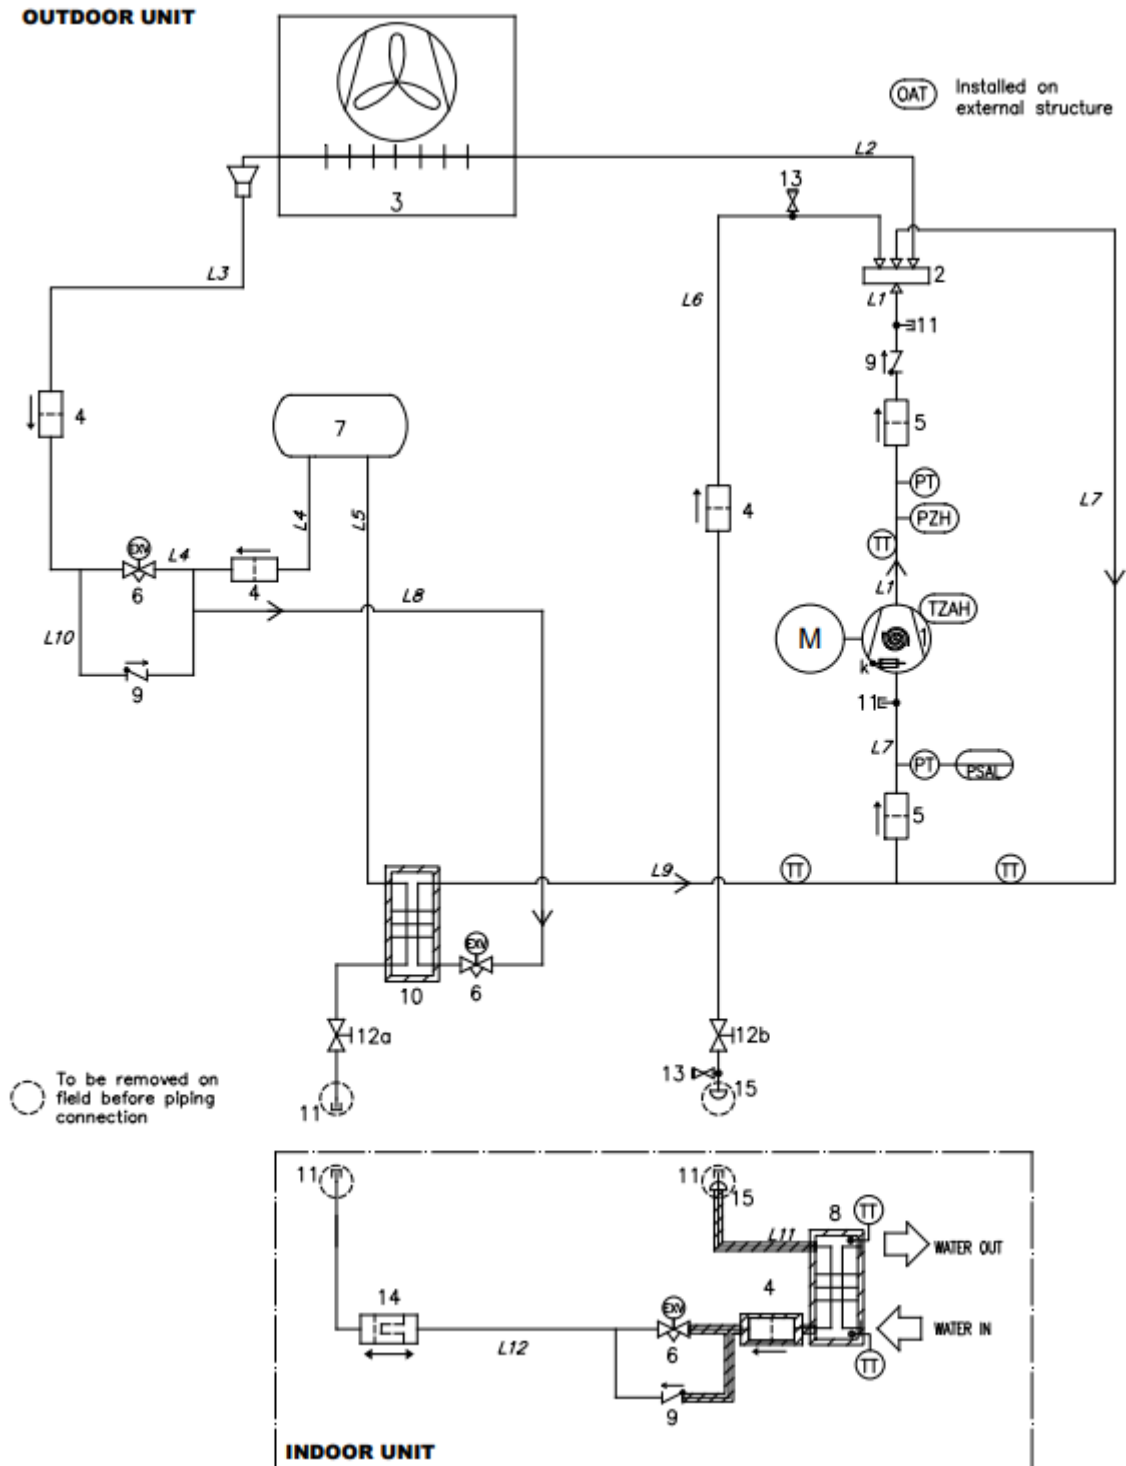 OUTDOOR UNIT
OAT
Installed on
external structure
L2
13
3
L3
2
L1
L6
11
9
4
5
7
PT
L4
L5
4
PZH
L7
TT
EXV
L4
4
6
L8
L1
TZAH
L10
M
1
k
9
11
L7
PT
PSAL
5
L9
TT
TT
EXV
10
6
12a
12b
To be removed on
field before piping
connection
13
15
11
11
11
15
8
TT
L11
WATER OUT
4
14
EXV
WATER IN
L12
6
TT
9
INDOOR UNIT